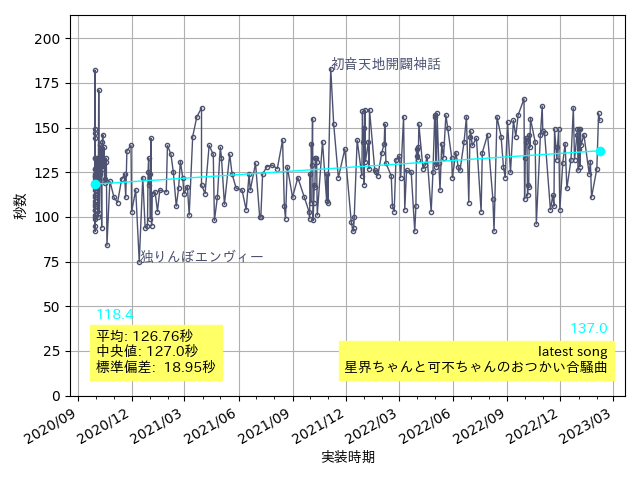 200
175
150
125
100
75
50
25
0
秒数
初音天地開闢神話
独りんぼエンヴィー
118.4
137.0
平均: 126.76秒
中央値: 127.0秒
標準偏差: 18.95秒
latest song
星界ちゃんと可不ちゃんのおつかい合騒曲
2020/09
2020/12
2021/03
2021/06
2021/09
2021/12
2022/03
2022/06
2022/09
2022/12
2023/03
実装時期